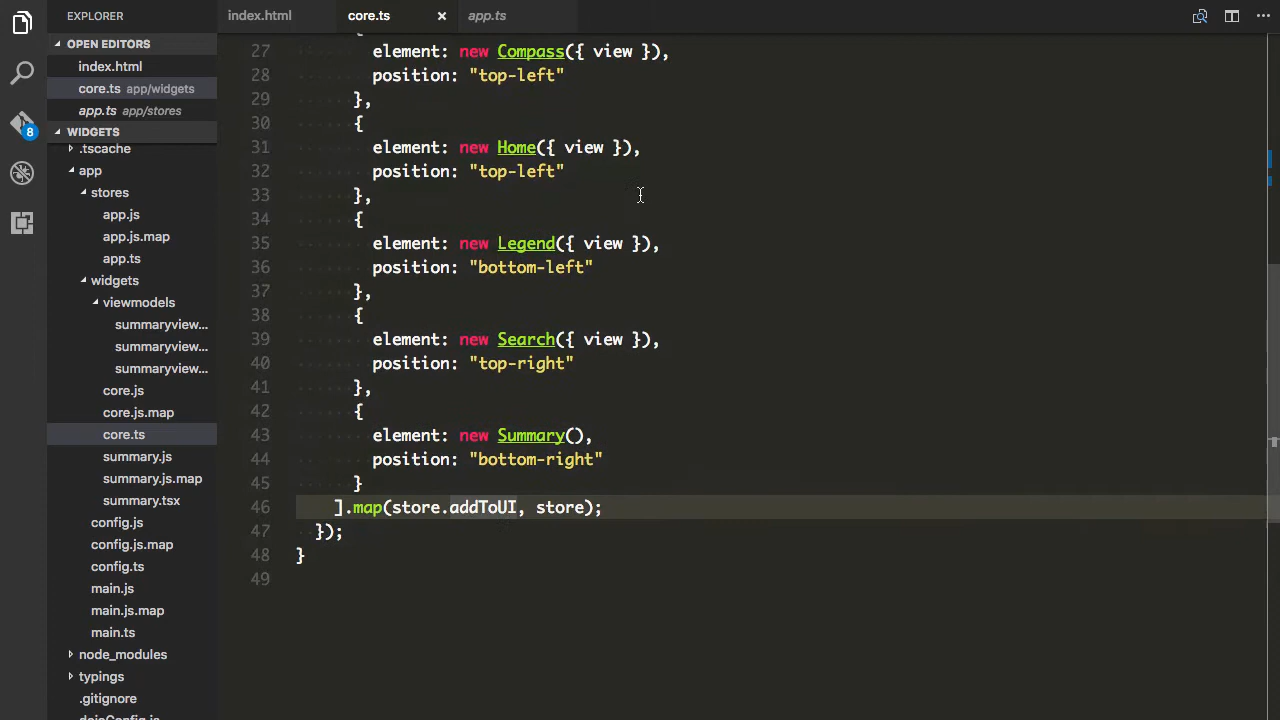 EXPLORER
index.html
core.ts
×
app.ts
OPEN EDITORS
index.html
core.ts app/widgets
app.ts app/stores
WIDGETS
.tscache
app
stores
app.js
app.js.map
app.ts
widgets
viewmodels
summaryview...
summaryview...
summaryview...
core.js
core.js.map
core.ts
summary.js
summary.js.map
summary.tsx
config.js
config.js.map
config.ts
main.js
main.js.map
main.ts
node_modules
typings
.gitignore
8
27 element: new Compass({ view }),
28 position: "top-left"
29 },
30 {
31 element: new Home({ view }),
32 position: "top-left"
33 },
34 {
35 element: new Legend({ view }),
36 position: "bottom-left"
37 },
38 {
39 element: new Search({ view }),
40 position: "top-right"
41 },
42 {
43 element: new Summary(),
44 position: "bottom-right"
45 }
46 ].map(store.addToUI, store);
47 });
48 }
49